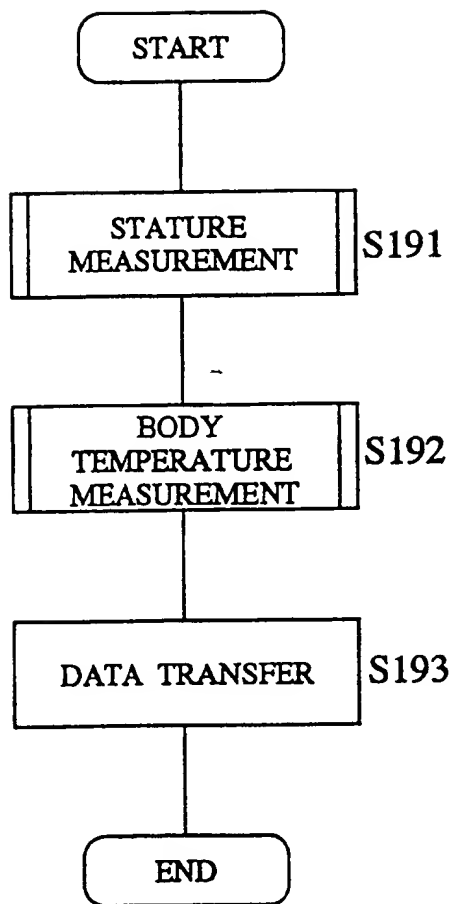 START
STATURE
MEASUREMENT
S191
BODY
TEMPERATURE
MEASUREMENT
S192
DATA TRANSFER
S193
END